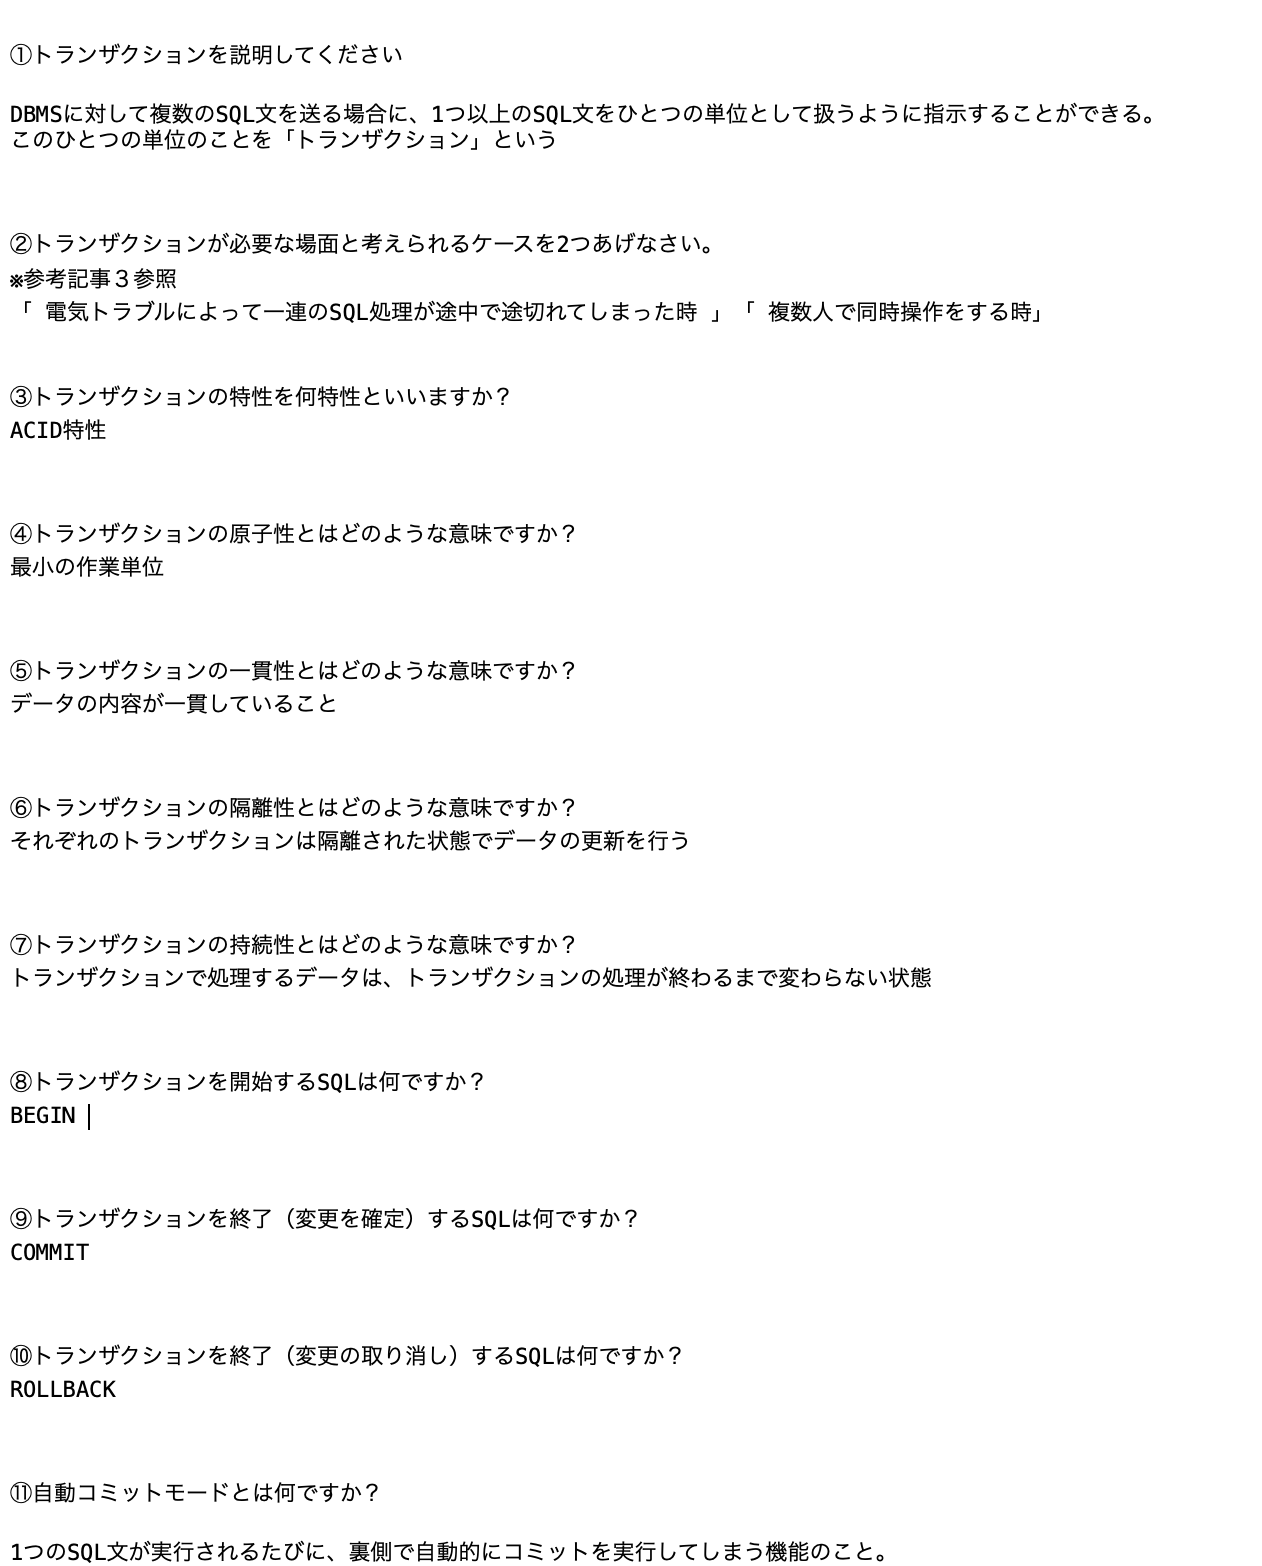 ①トランザクションを説明してください
DBMSに対して複数のSQL文を送る場合に、1つ以上のSQL文をひとつの単位として扱うように指示することができる。
このひとつの単位のことを「トランザクション」という
②トランザクションが必要な場面と考えられるケースを2つあげなさい。
※参考記事３参照
「 電気トラブルによって一連のSQL処理が途中で途切れてしまった時 」「 複数人で同時操作をする時」
③トランザクションの特性を何特性といいますか？
ACID特性
④トランザクションの原子性とはどのような意味ですか？
最小の作業単位
⑤トランザクションの一貫性とはどのような意味ですか？
データの内容が一貫していること
⑥トランザクションの隔離性とはどのような意味ですか？
それぞれのトランザクションは隔離された状態でデータの更新を行う
⑦トランザクションの持続性とはどのような意味ですか？
トランザクションで処理するデータは、トランザクションの処理が終わるまで変わらない状態
⑧トランザクションを開始するSQLは何ですか？
BEGIN
⑨トランザクションを終了（変更を確定）するSQLは何ですか？
COMMIT
⑩トランザクションを終了（変更の取り消し）するSQLは何ですか？
ROLLBACK
⑪自動コミットモードとは何ですか？
1つのSQL文が実行されるたびに、裏側で自動的にコミットを実行してしまう機能のこと。